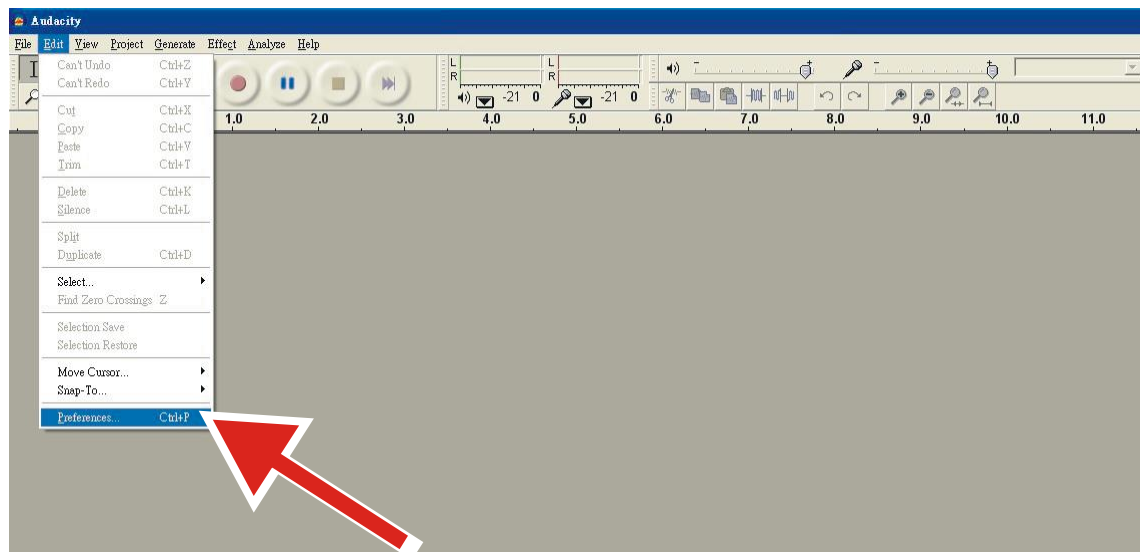 Audacity
File Edit View Project Generate Effect Analyze Help
Can't Undo Ctrl+Z
Can't Redo Ctrl+Y
Cut Ctrl+X
Copy Ctrl+C
Paste Ctrl+V
Trim Ctrl+T
Delete Ctrl+K
Silence Ctrl+L
Split
Duplicate Ctrl+D
Select...
Find Zero Crossings Z
Selection Save
Selection Restore
Move Cursor...
Snap-To...
Preferences... Ctrl+P
L L
R R
-21 0 -21 0
1.0 2.0 3.0 4.0 5.0 6.0 7.0 8.0 9.0 10.0 11.0